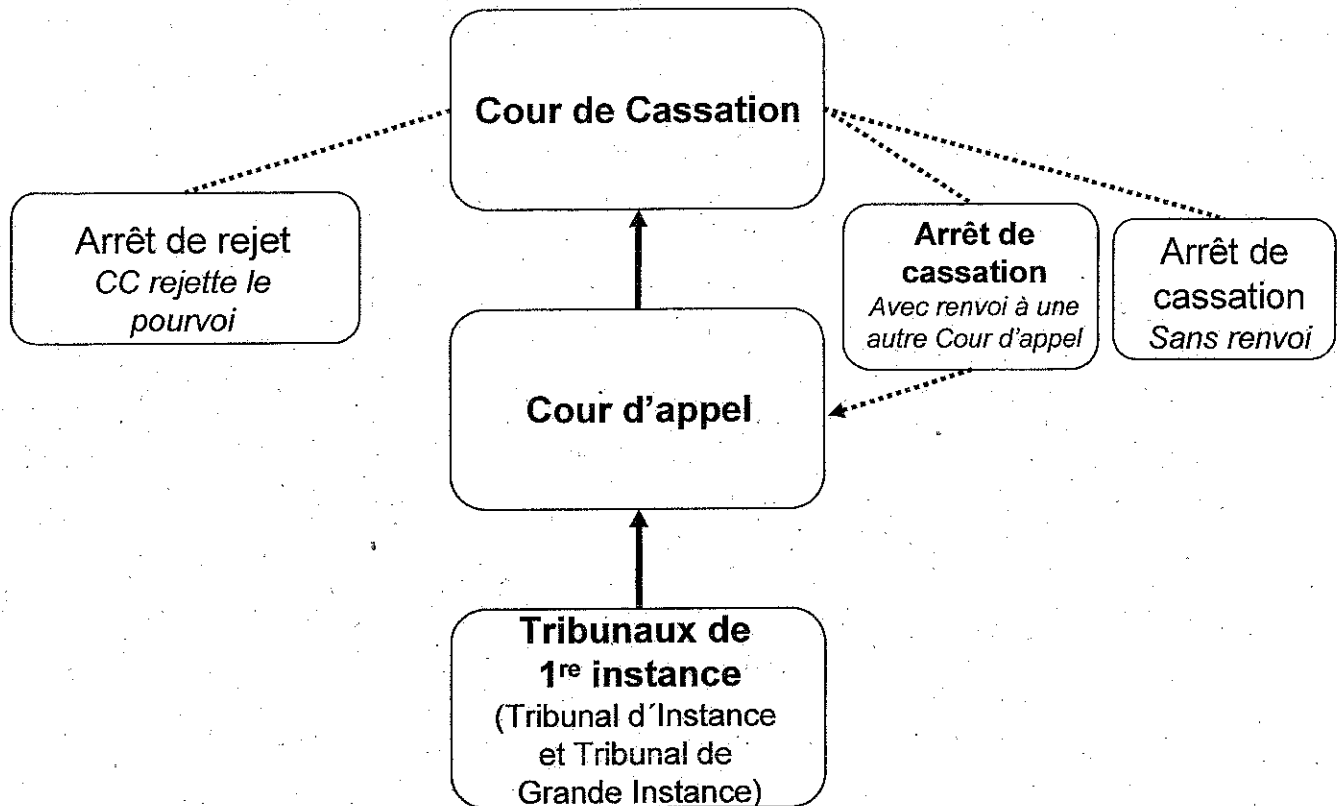 Cour de Cassation
Arrêt de rejet
CC rejette le
pourvoi
Arrêt de
cassation
Avec renvoi à une
autre Cour d'appel
Arrêt de
cassation
Sans renvoi
Cour d'appel
Tribunaux de
1re instance
(Tribunal d´Instance
et Tribunal de
Grande Instance)